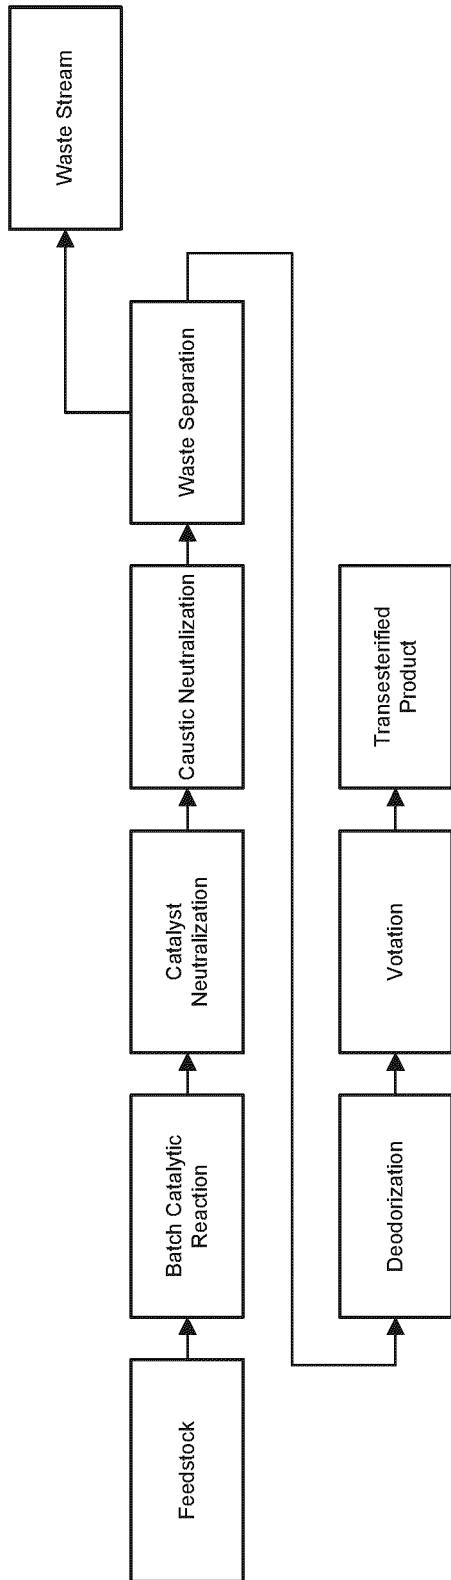 Waste Stream
Feedstock
Batch Catalytic
Reaction
Catalyst
Neutralization
Caustic Neutralization
Waste Separation
Deodorization
Votation
Transesterified
Product